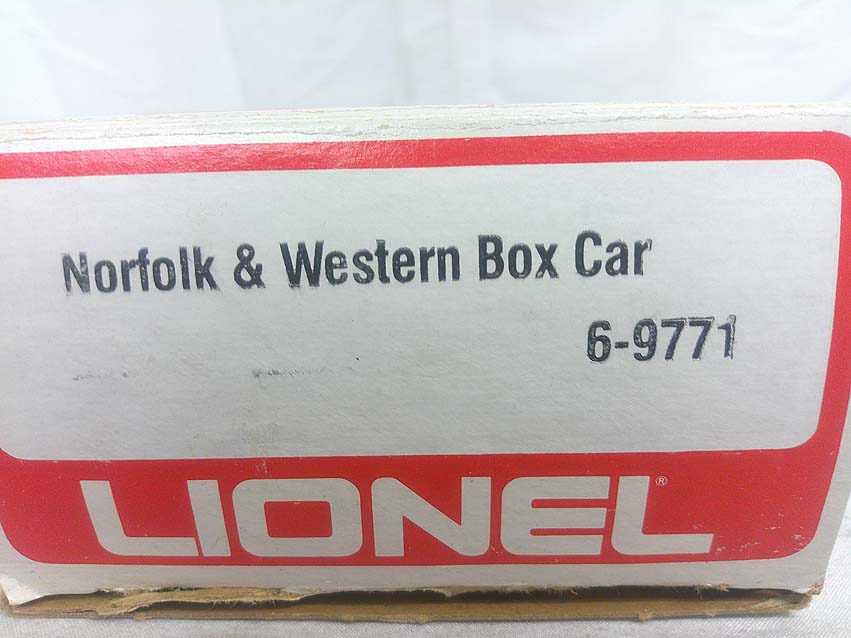 Norfolk & Western Box Car
6-9771
LIONEL®